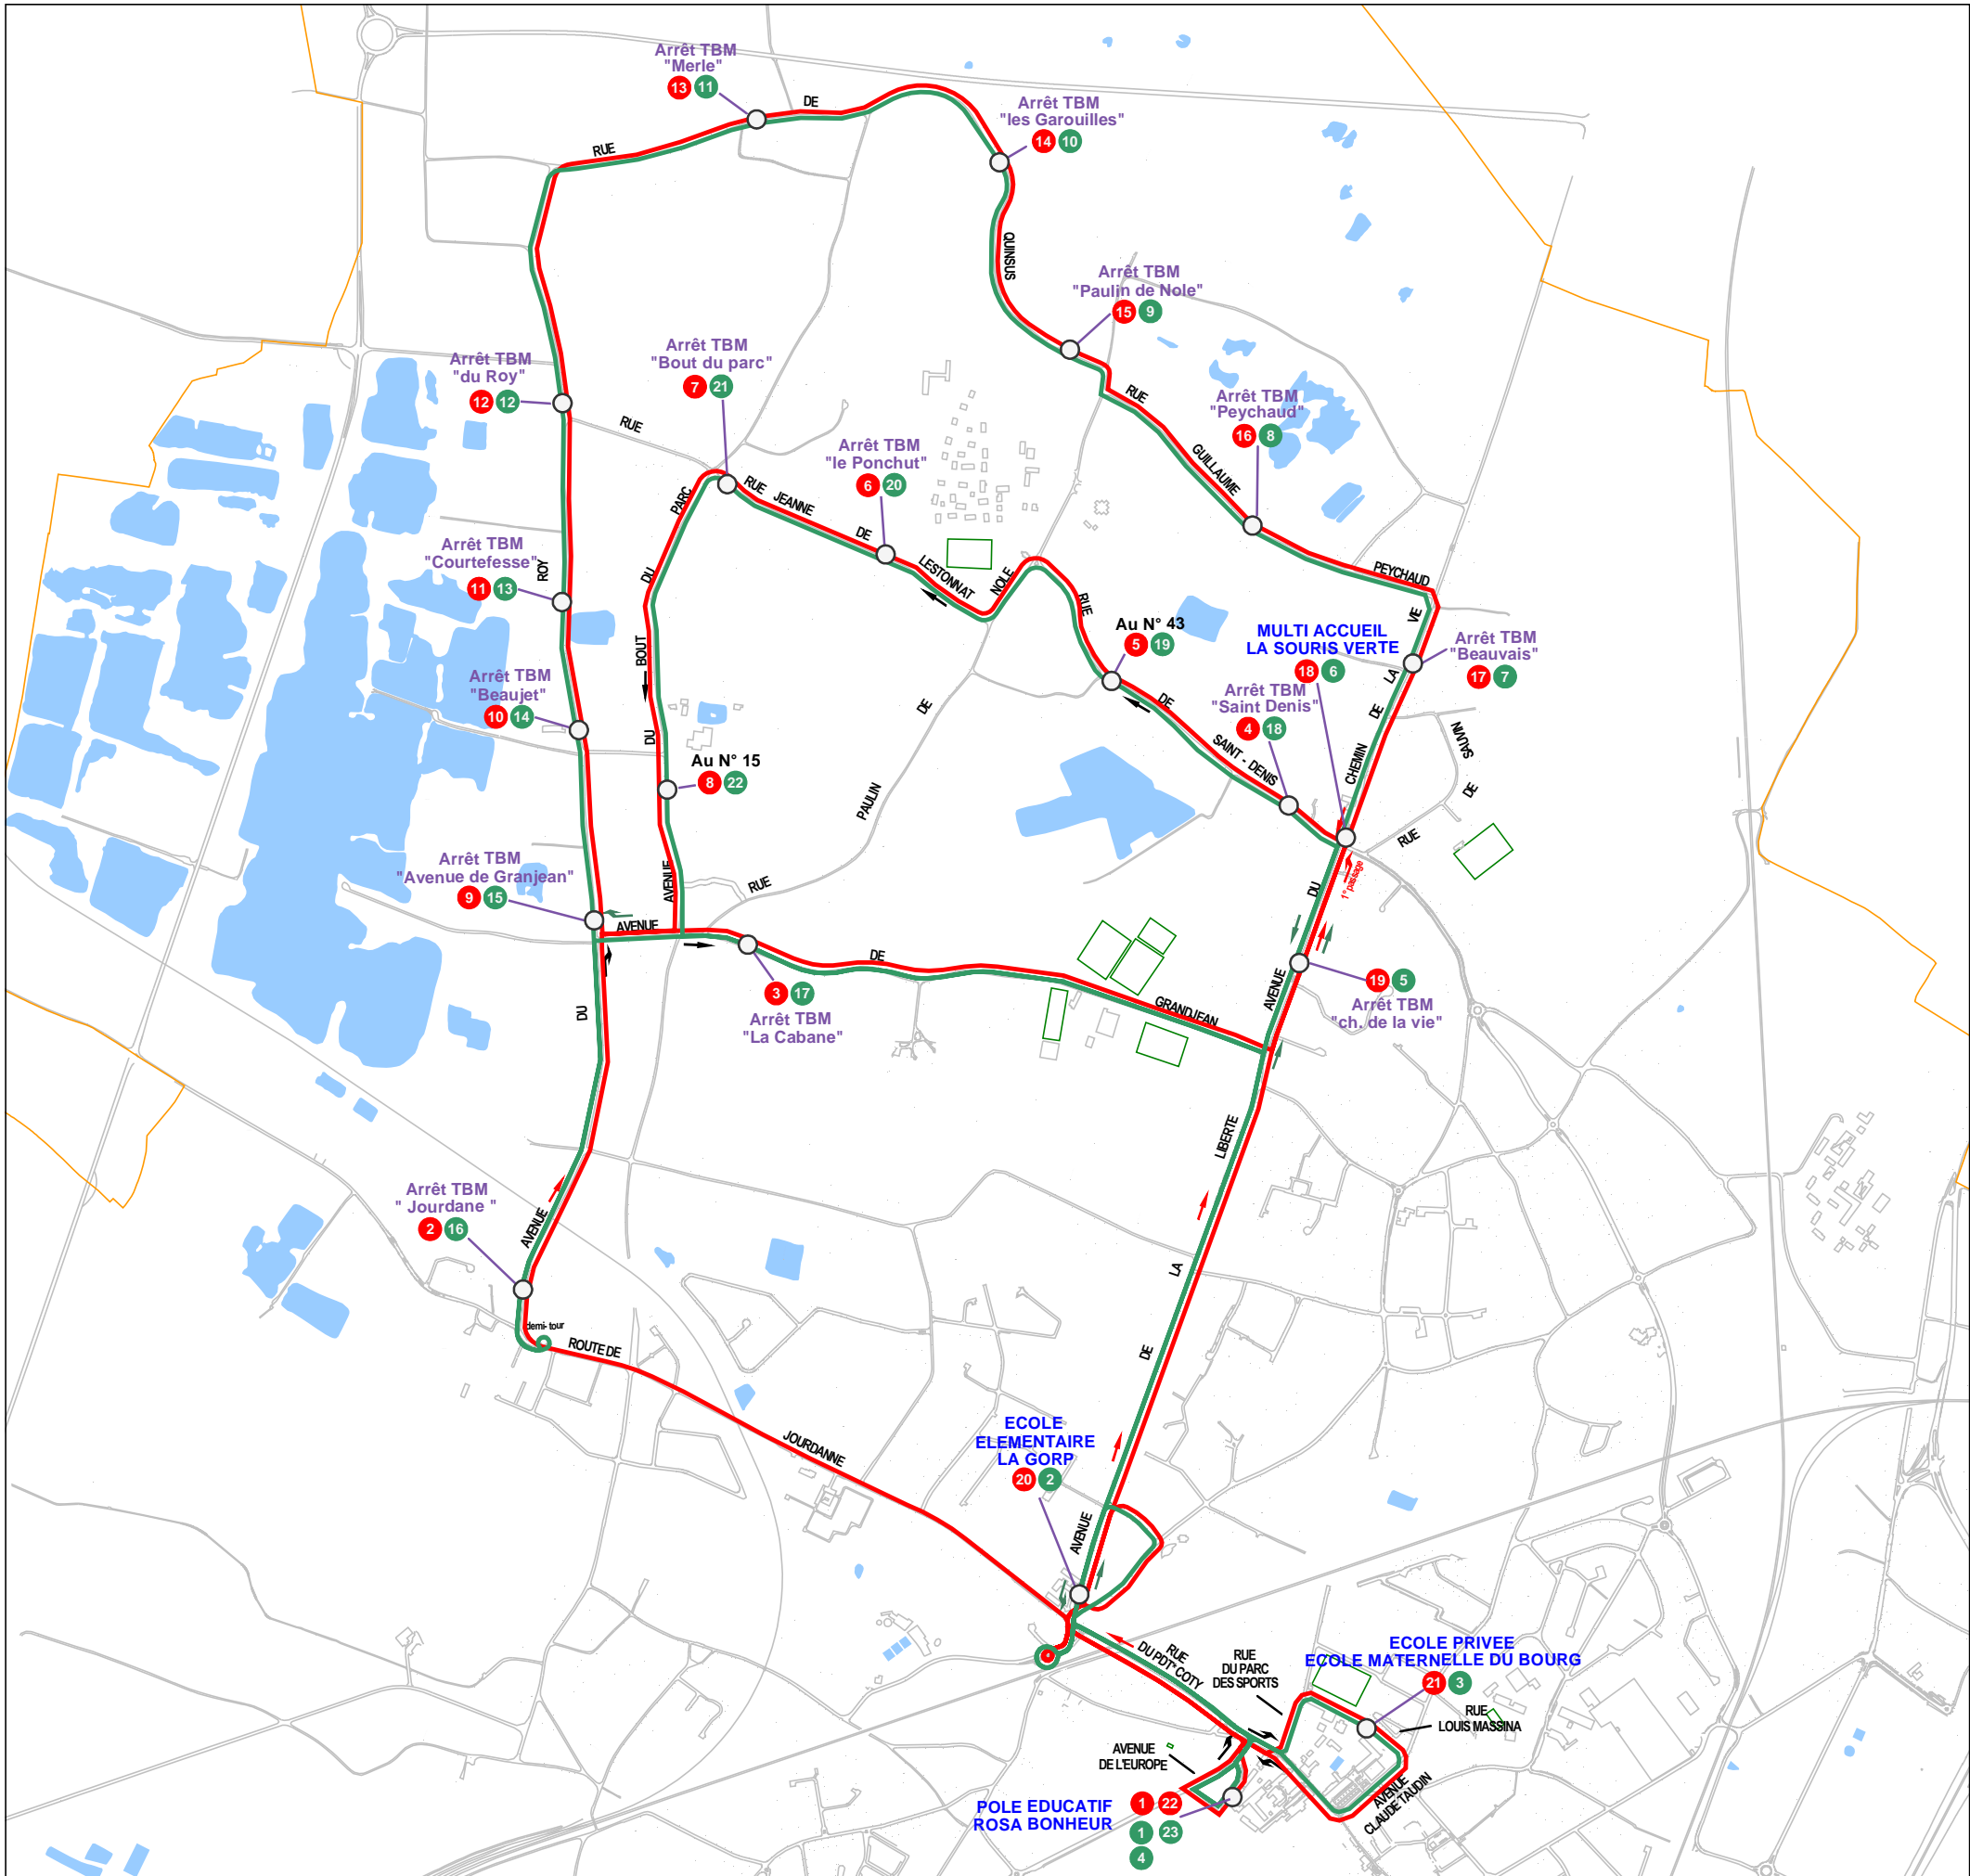 Arrêt TBM
"Merle"
13 11
DE
RUE
Arrêt TBM
"les Garouilles"
14 10
QUINSUS
Arrêt TBM
"Paulin de Nole"
15 9
Arrêt TBM
"du Roy"
12 12
RUE
Arrêt TBM
"Bout du parc"
7 21
RUE
GUILLAUME
PEYCHAUD
Arrêt TBM
"Peychaud"
16 8
Arrêt TBM
"le Ponchut"
6 20
RUE JEANNE
DE
LESTONNAT
NOLE
PARC
DU
BOUT
DU
AVENUE
Arrêt TBM
"Courtefesse"
11 13
ROY
RUE
Au N° 43
5 19
MULTI ACCUEIL
LA SOURIS VERTE
18 6
VIE
LA
DE
CHEMIN
Arrêt TBM
"Beauvais"
17 7
Arrêt TBM
"Beaujet"
10 14
Arrêt TBM
"Saint Denis"
4 18
DE
SAINT - DENIS
SAUVIN
DE
RUE
Au N° 15
8 22
DE
PAULIN
RUE
Arrêt TBM
"Avenue de Granjean"
9 15
AVENUE
DE
GRANDJEAN
DU
1° passage
DU
AVENUE
3 17
Arrêt TBM
"La Cabane"
19 5
Arrêt TBM
"ch. de la vie"
LIBERTE
LA
DE
AVENUE
Arrêt TBM
" Jourdane "
2 16
AVENUE
demi- tour
ROUTE DE
JOURDANNE
ECOLE
ELEMENTAIRE
LA GORP
20 2
RUE
DU PDT° COTY
RUE
DU PARC
DES SPORTS
ECOLE PRIVEE
ECOLE MATERNELLE DU BOURG
21 3
RUE
LOUIS MASSINA
AVENUE
DE L'EUROPE
AVENUE
CLAUDE TAUDIN
POLE EDUCATIF
ROSA BONHEUR
1 22
1 23
4